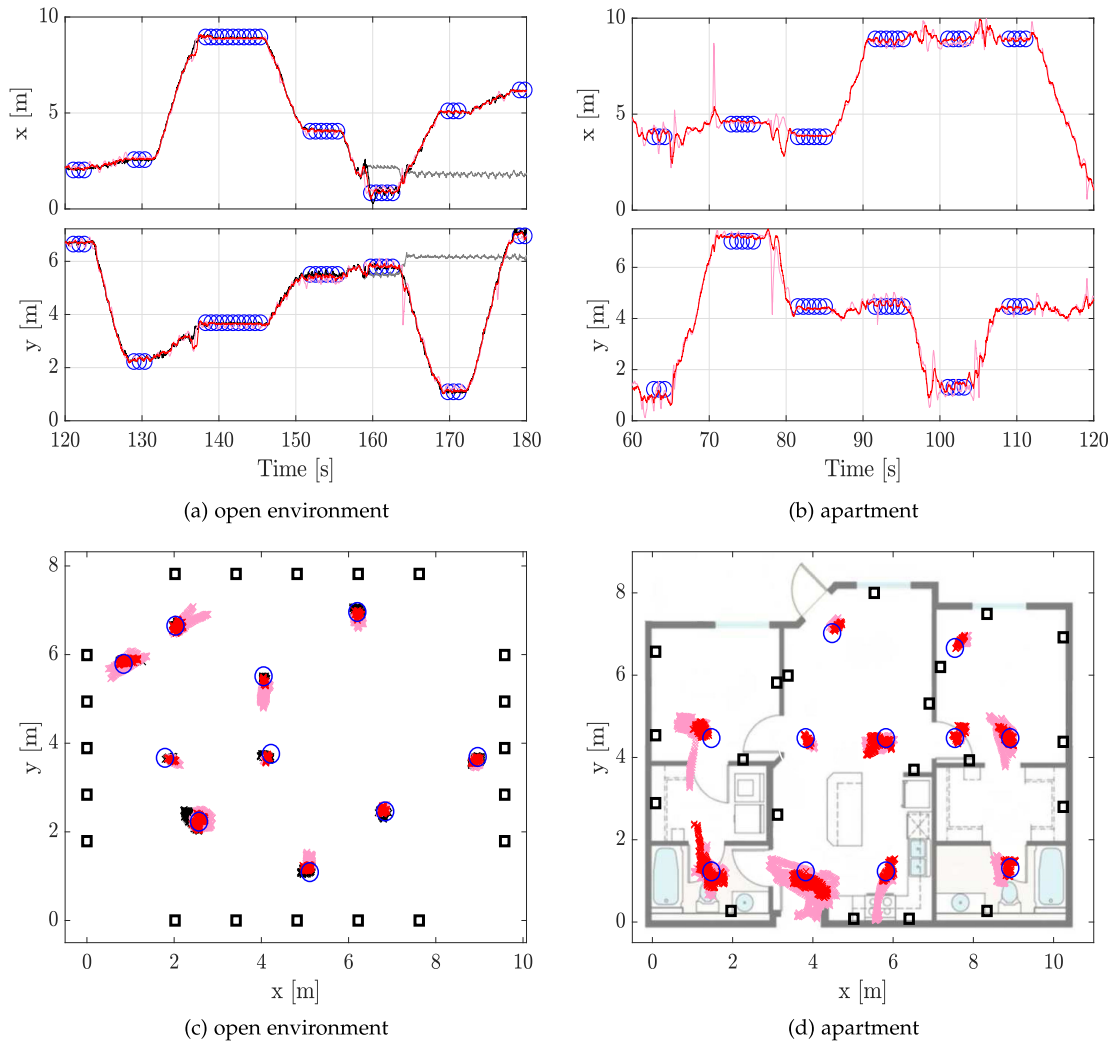 10
5
0
x [m]
6
4
2
0
y [m]
120 130 140 150 160 170 180
Time [s]
(a) open environment
10
5
0
x [m]
6
4
2
0
y [m]
60 70 80 90 100 110 120
Time [s]
(b) apartment
8
6
4
2
0
y [m]
0 2 4 6 8 10
x [m]
(c) open environment
8
6
4
2
0
y [m]
0 2 4 6 8 10
x [m]
(d) apartment